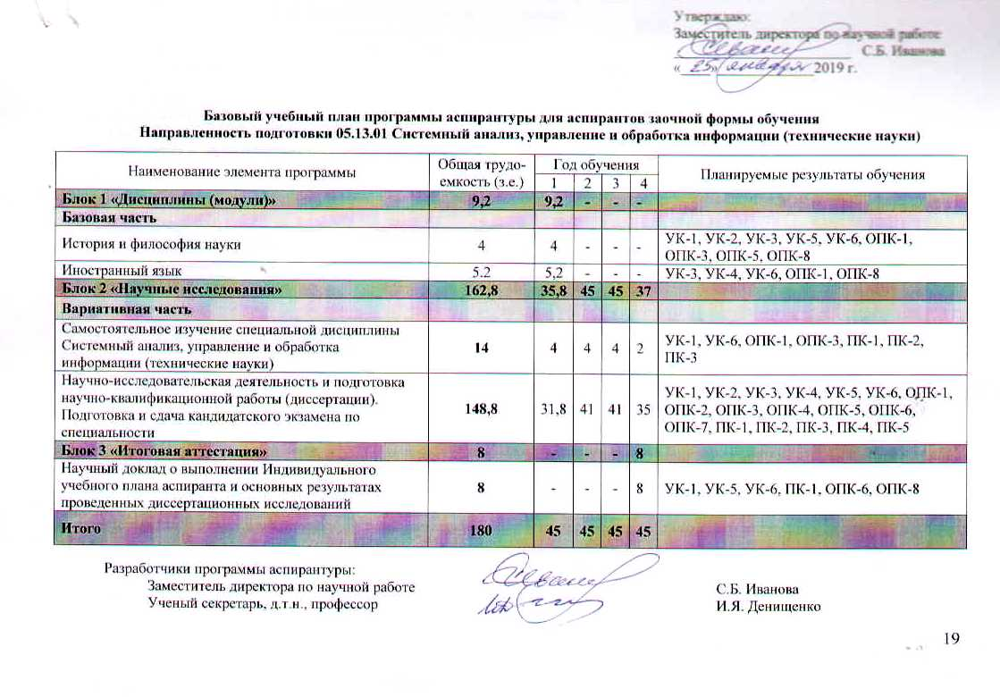 Утверждаю:
Заместитель директора по научной работе
С.Б. Иванова
« 25 » января 2019 г.
Базовый учебный план программы аспирантуры для аспирантов заочной формы обучения
Направленность подготовки 05.13.01 Системный анализ, управление и обработка информации (технические науки)
Наименование элемента программы Общая трудо- Год обучения Планируемые результаты обучения
емкость (з.е.) 1 2 3 4
Блок 1 «Дисциплины (модули)» 9,2 9,2 - - -
Базовая часть
История и философия науки 4 4 - - - УК-1, УК-2, УК-3, УК-5, УК-6, ОПК-1,
ОПК-3, ОПК-5, ОПК-8
Иностранный язык 5.2 5,2 - - - УК-3, УК-4, УК-6, ОПК-1, ОПК-8
Блок 2 «Научные исследования» 162,8 35,8 45 45 37
Вариативная часть
Самостоятельное изучение специальной дисциплины
Системный анализ, управление и обработка 14 4 4 4 2 УК-1, УК-6, ОПК-1, ОПК-3, ПК-1, ПК-2,
информации (технические науки) ПК-3
Научно-исследовательская деятельность и подготовка
научно-квалификационной работы (диссертации). УК-1, УК-2, УК-3, УК-4, УК-5, УК-6, ОПК-1,
Подготовка и сдача кандидатского экзамена по 148,8 31,8 41 41 35 ОПК-2, ОПК-3, ОПК-4, ОПК-5, ОПК-6,
специальности ОПК-7, ПК-1, ПК-2, ПК-3, ПК-4, ПК-5
Блок 3 «Итоговая аттестация» 8 - - - 8
Научный доклад о выполнении Индивидуального
учебного плана аспиранта и основных результатах 8 - - - 8 УК-1, УК-5, УК-6, ПК-1, ОПК-6, ОПК-8
проведенных диссертационных исследований
Итого 180 45 45 45 45
Разработчики программы аспирантуры:
Заместитель директора по научной работе С.Б. Иванова
Ученый секретарь, д.т.н., профессор И.Я. Денищенко
19